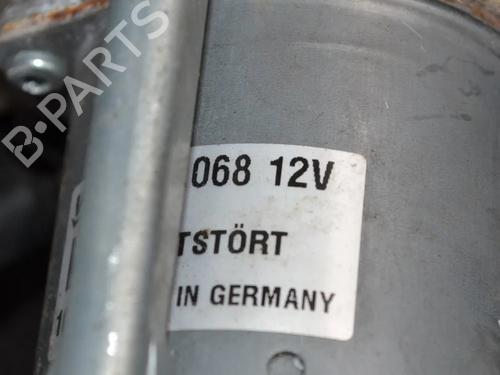 B-PARTS
068 12V
TSTÖRT
IN GERMANY